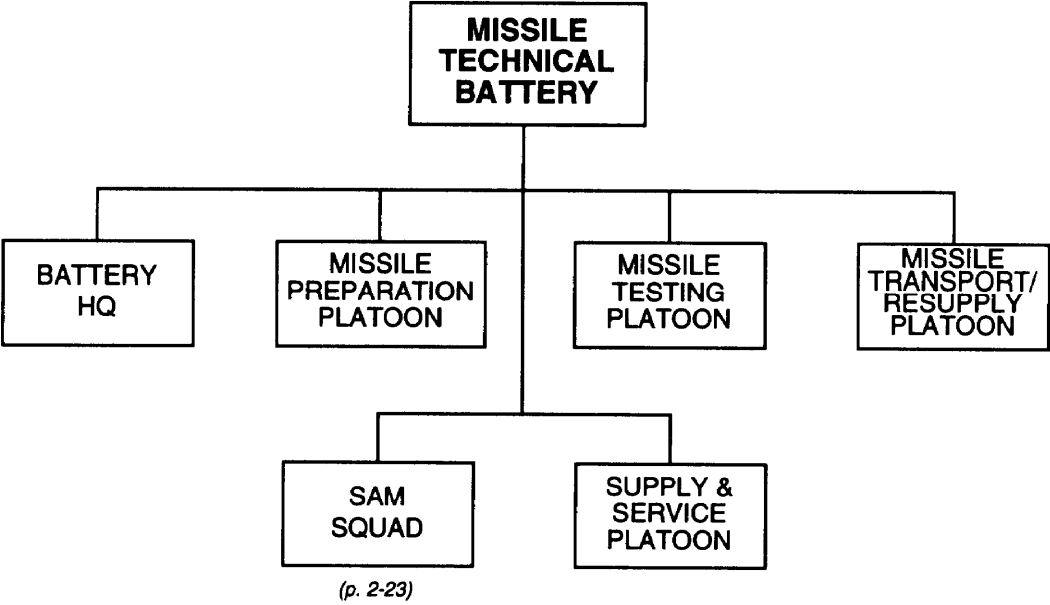 MISSILE
TECHNICAL
BATTERY
BATTERY
HQ
MISSILE
PREPARATION
PLATOON
MISSILE
TESTING
PLATOON
MISSILE
TRANSPORT/
RESUPPLY
PLATOON
SAM
SQUAD
(p. 2-23)
SUPPLY &
SERVICE
PLATOON